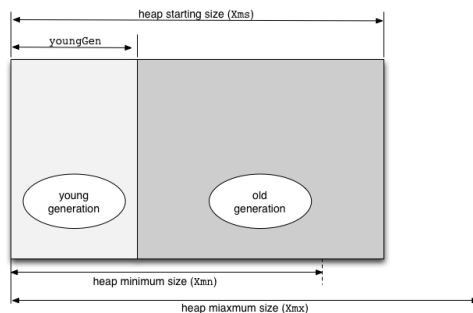 heap starting size (Xms)
youngGen
young
generation
old
generation
heap minimum size (Xmn)
heap miaxmum size (Xmx)